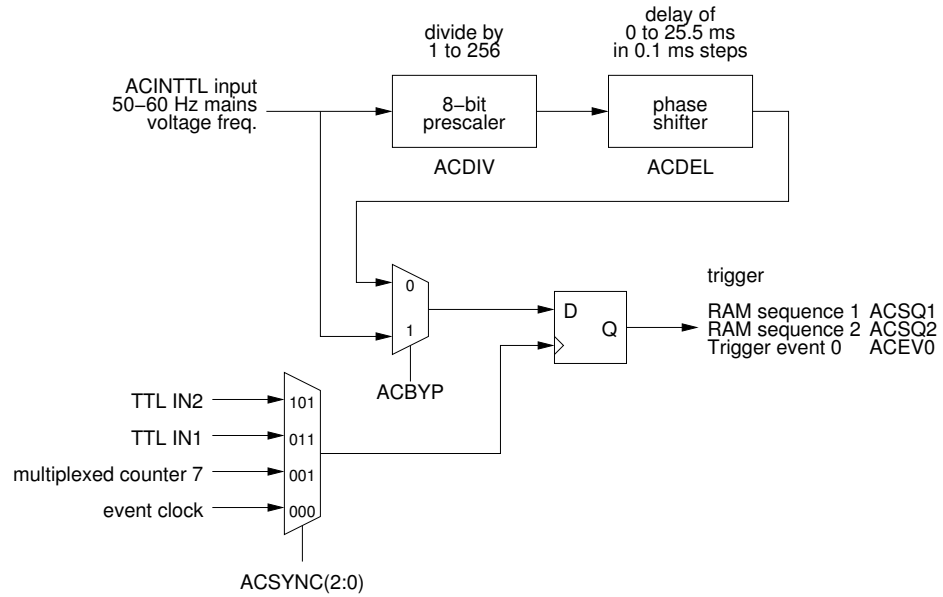 divide by
1 to 256
delay of
0 to 25.5 ms
in 0.1 ms steps
ACINTTL input
50–60 Hz mains
voltage freq.
8–bit
prescaler
phase
shifter
ACDIV
ACDEL
0
1
ACBYP
D
Q
trigger
RAM sequence 1 ACSQ1
RAM sequence 2 ACSQ2
Trigger event 0 ACEV0
TTL IN2
101
TTL IN1
011
multiplexed counter 7
001
event clock
000
ACSYNC(2:0)